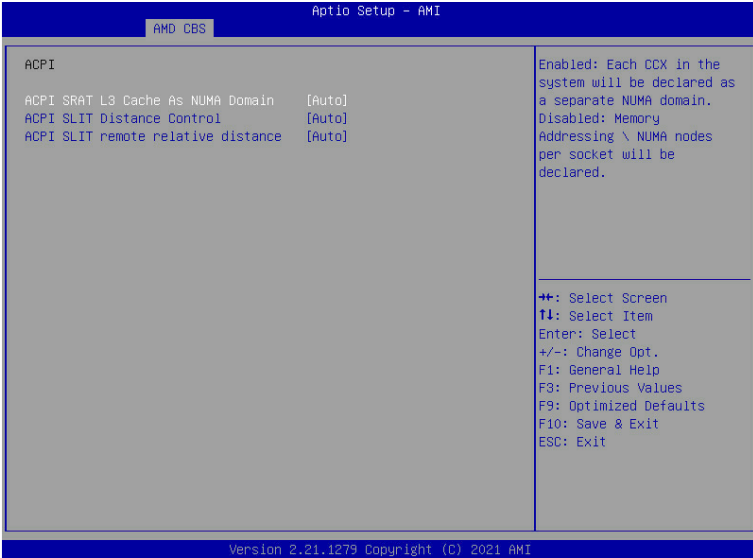 Aptio Setup – AMI
AMD CBS
ACPI
ACPI SRAT L3 Cache As NUMA Domain [Auto]
ACPI SLIT Distance Control [Auto]
ACPI SLIT remote relative distance [Auto]
Enabled: Each CCX in the
system will be declared as
a separate NUMA domain.
Disabled: Memory
Addressing \ NUMA nodes
per socket will be
declared.
→←: Select Screen
↑↓: Select Item
Enter: Select
+/-: Change Opt.
F1: General Help
F3: Previous Values
F9: Optimized Defaults
F10: Save & Exit
ESC: Exit
Version 2.21.1279 Copyright (C) 2021 AMI